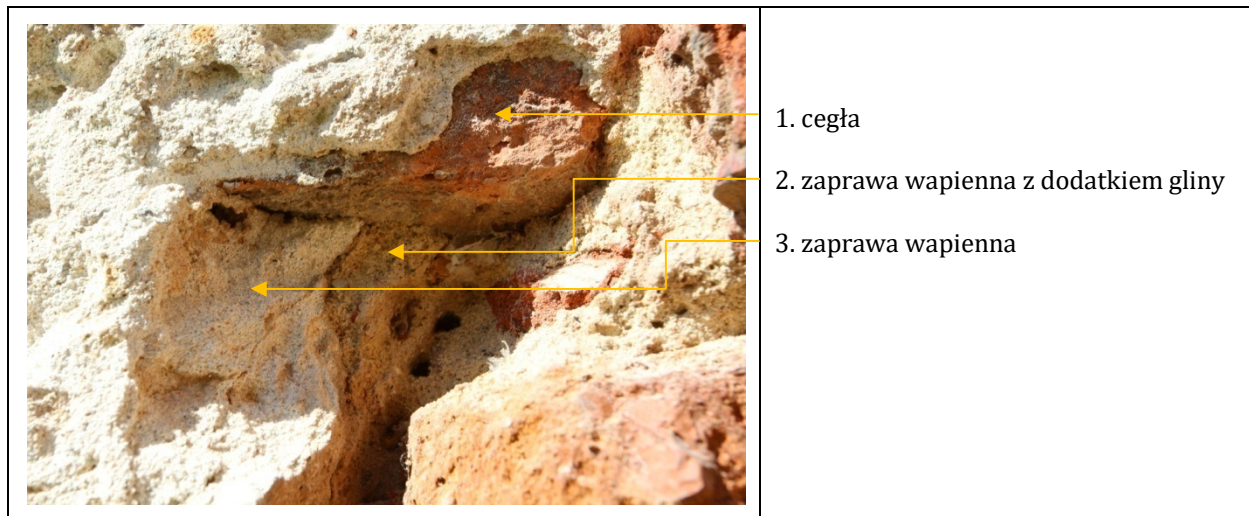 1. cegła
2. zaprawa wapienna z dodatkiem gliny
3. zaprawa wapienna